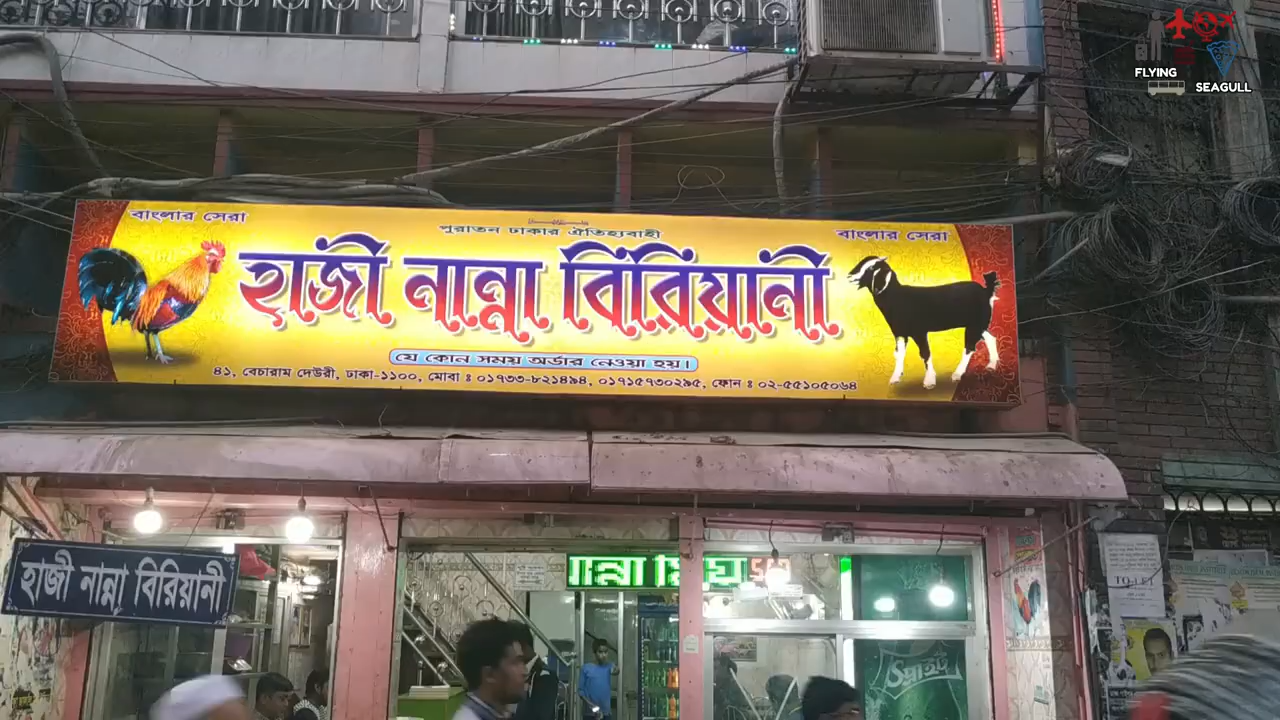 FLYING
SEAGULL
বাংলার সেরা
পুরাতন ঢাকার ঐতিহ্যবাহী
বাংলার সেরা
হাজী নান্না বিরিয়ানী
যে কোন সময় অর্ডার নেওয়া হয়।
৪১, বেচারাম দেউরী, ঢাকা-১১০০, মোবা ঃ ০১৭৩৩-৮২১৪৯৪, ০১৭১৫৭৩০২৯৫, ফোন ঃ ০২-৫৫১০৫০৬৪
হাজী নান্না বিরিয়ানী
স্প্রাইট
TO-LET